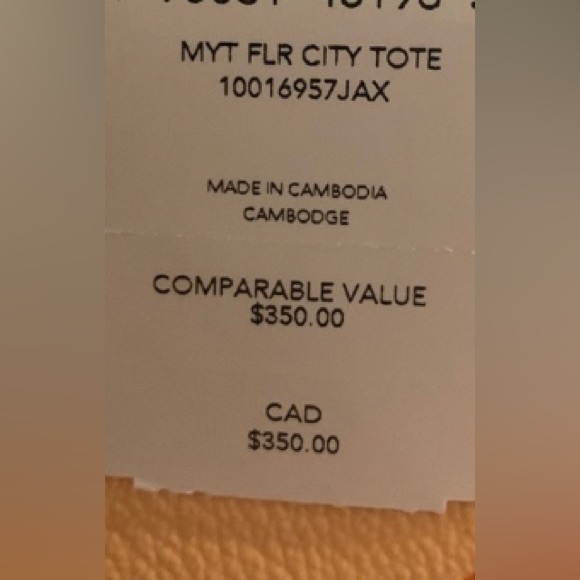 MYT FLR CITY TOTE
10016957JAX
MADE IN CAMBODIA
CAMBODGE
COMPARABLE VALUE
$350.00
CAD
$350.00